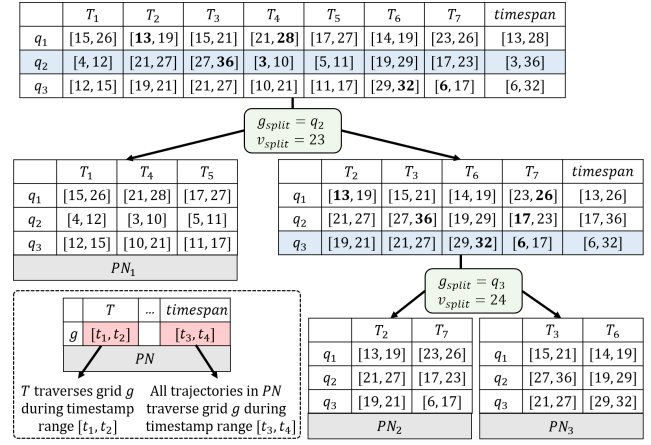 T₁ T₂ T₃ T₄ T₅ T₆ T₇ timespan
q₁ [15, 26] [13, 19] [15, 21] [21, 28] [17, 27] [14, 19] [23, 26] [13, 28]
q₂ [4, 12] [21, 27] [27, 36] [3, 10] [5, 11] [19, 29] [17, 23] [3, 36]
q₃ [12, 15] [19, 21] [21, 27] [10, 21] [11, 17] [29, 32] [6, 17] [6, 32]
g_split = q₂
v_split = 23
T₁ T₄ T₅
q₁ [15, 26] [21, 28] [17, 27]
q₂ [4, 12] [3, 10] [5, 11]
q₃ [12, 15] [10, 21] [11, 17]
PN₁
T₂ T₃ T₆ T₇ timespan
q₁ [13, 19] [15, 21] [14, 19] [23, 26] [13, 26]
q₂ [21, 27] [27, 36] [19, 29] [17, 23] [17, 36]
q₃ [19, 21] [21, 27] [29, 32] [6, 17] [6, 32]
g_split = q₃
v_split = 24
T ... timespan
g [t₁, t₂] [t₃, t₄]
PN
T traverses grid g
during timestamp
range [t₁, t₂]
All trajectories in PN
traverse grid g during
timestamp range [t₃, t₄]
T₂ T₇
q₁ [13, 19] [23, 26]
q₂ [21, 27] [17, 23]
q₃ [19, 21] [6, 17]
PN₂
T₃ T₆
q₁ [15, 21] [14, 19]
q₂ [27, 36] [19, 29]
q₃ [21, 27] [29, 32]
PN₃